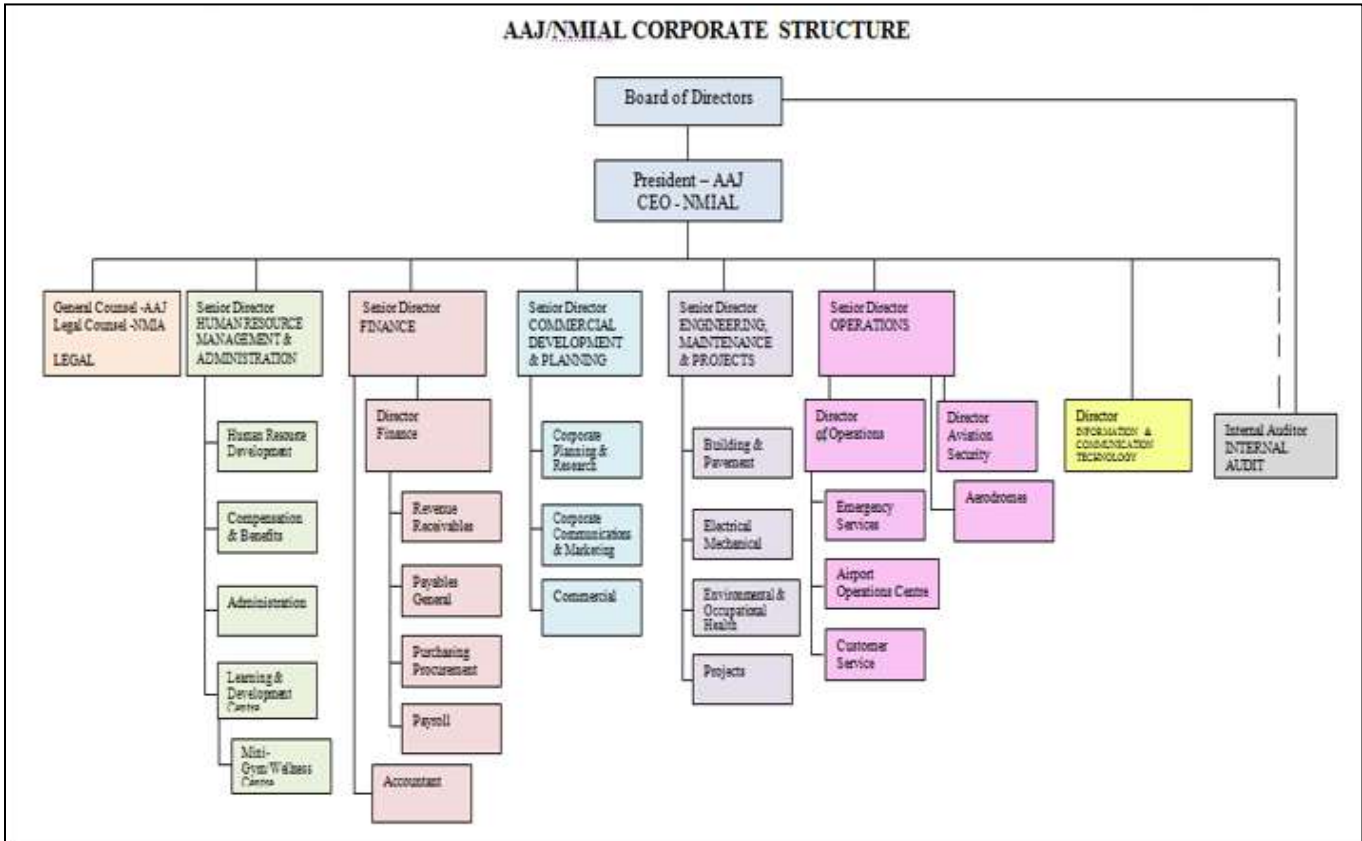 AAJ/NMIAL CORPORATE STRUCTURE
Board of Directors
President – AAJ
CEO - NMIAL
General Counsel -AAJ
Legal Counsel -NMIA
LEGAL
Senior Director
HUMAN RESOURCE
MANAGEMENT &
ADMINISTRATION
Human Resource
Development
Compensation
& Benefits
Administration
Learning &
Development
Centre
Mini-
Gym/Wellness
Centre
Senior Director
FINANCE
Director
Finance
Revenue
Receivables
Payables
General
Purchasing
Procurement
Payroll
Accountant
Senior Director
COMMERCIAL
DEVELOPMENT
& PLANNING
Corporate
Planning &
Research
Corporate
Communications
& Marketing
Commercial
Senior Director
ENGINEERING,
MAINTENANCE
& PROJECTS
Building &
Pavement
Electrical
Mechanical
Environmental &
Occupational
Health
Projects
Senior Director
OPERATIONS
Director
of Operations
Emergency
Services
Airport
Operations Centre
Customer
Service
Director
Aviation
Security
Aerodromes
Director
INFORMATION &
COMMUNICATION
TECHNOLOGY
Internal Auditor
INTERNAL
AUDIT